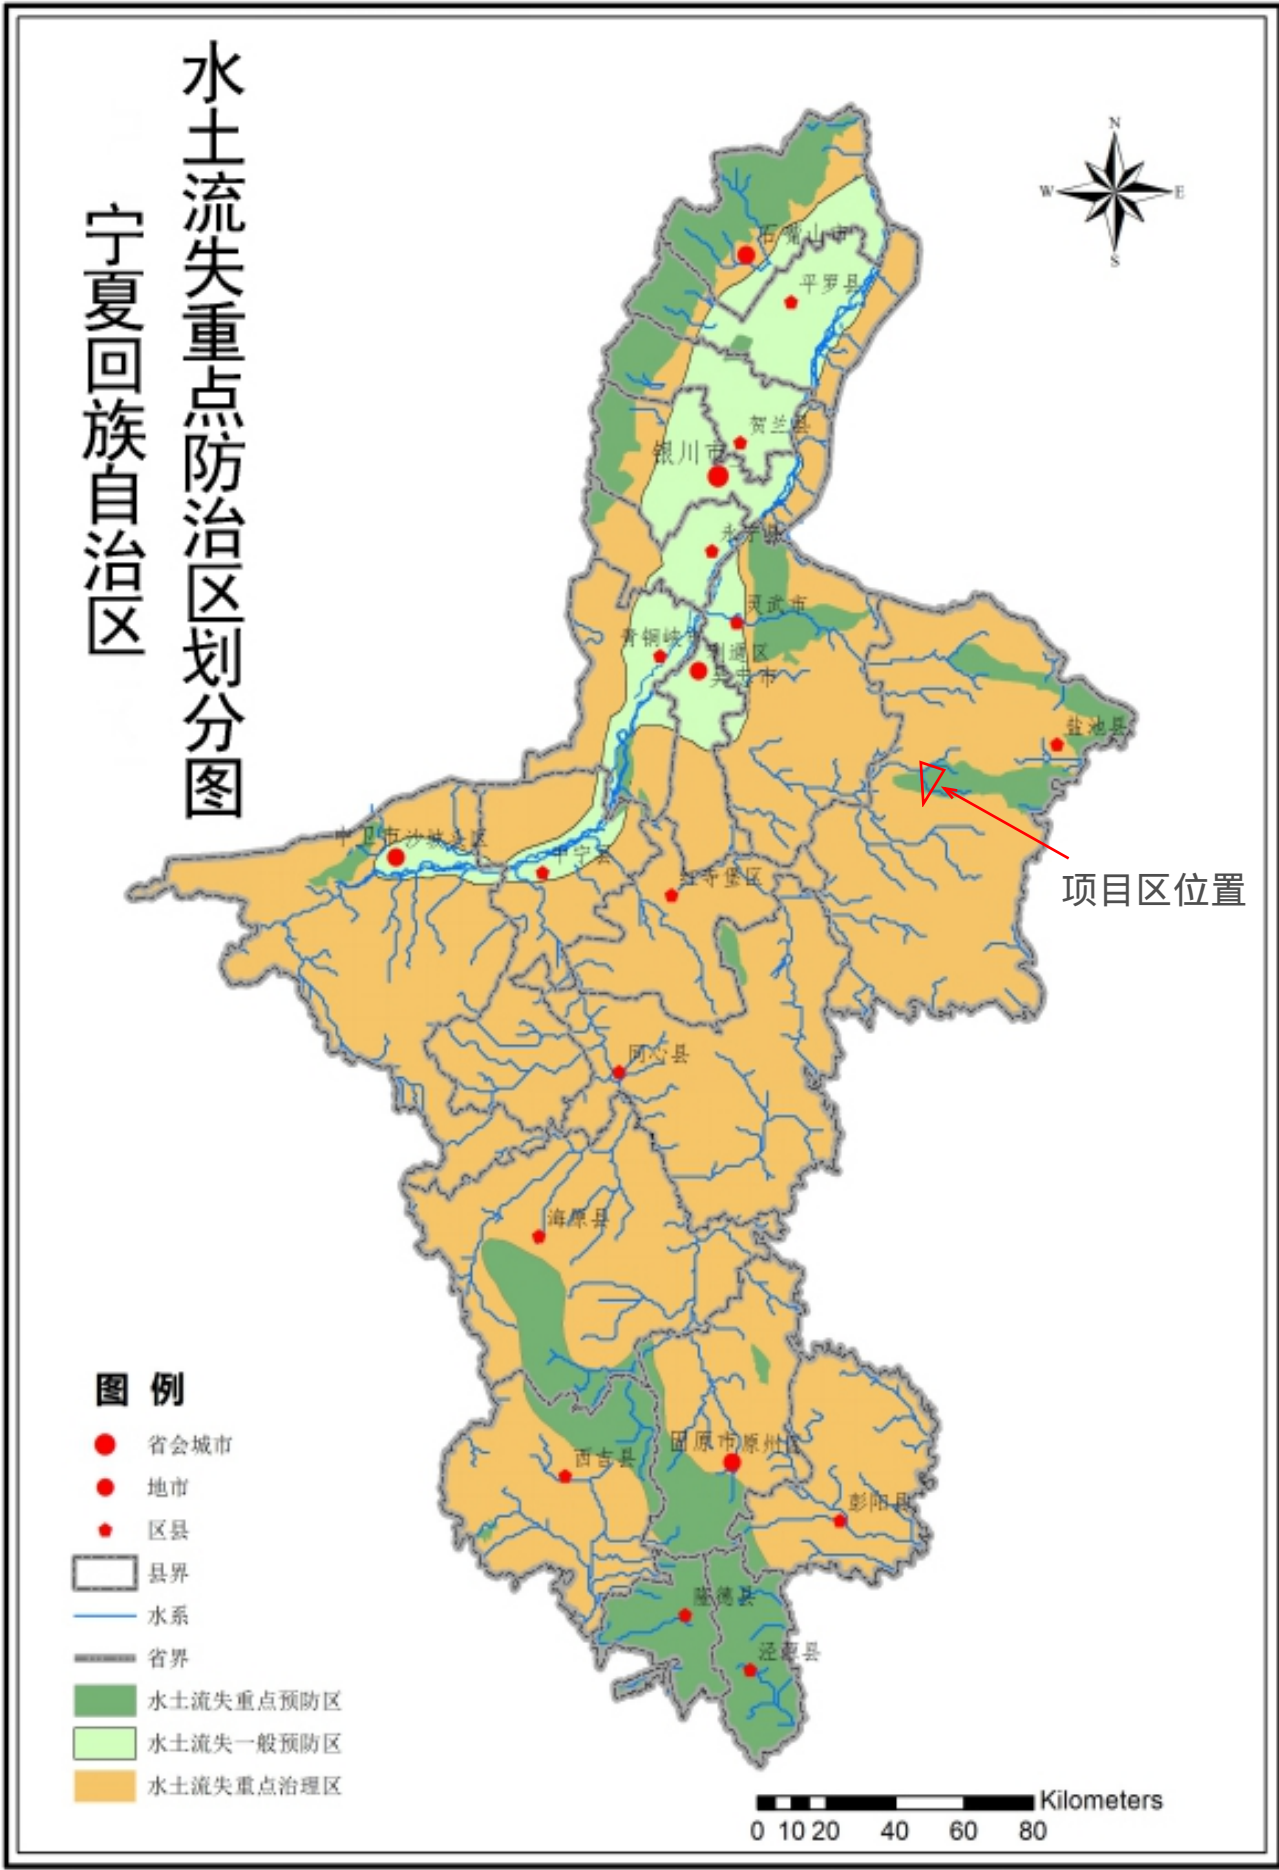 宁夏回族自治区
水土流失重点防治区划分图
N
W
E
S
石嘴山市
平罗县
贺兰县
银川市
永宁县
灵武市
青铜峡市
利通区
吴忠市
盐池县
项目区位置
中卫市
沙坡头区
中宁县
红寺堡区
同心县
海原县
西吉县
固原市
原州区
彭阳县
隆德县
泾源县
图 例
省会城市
地市
区县
县界
水系
省界
水土流失重点预防区
水土流失一般预防区
水土流失重点治理区
Kilometers
0 10 20 40 60 80